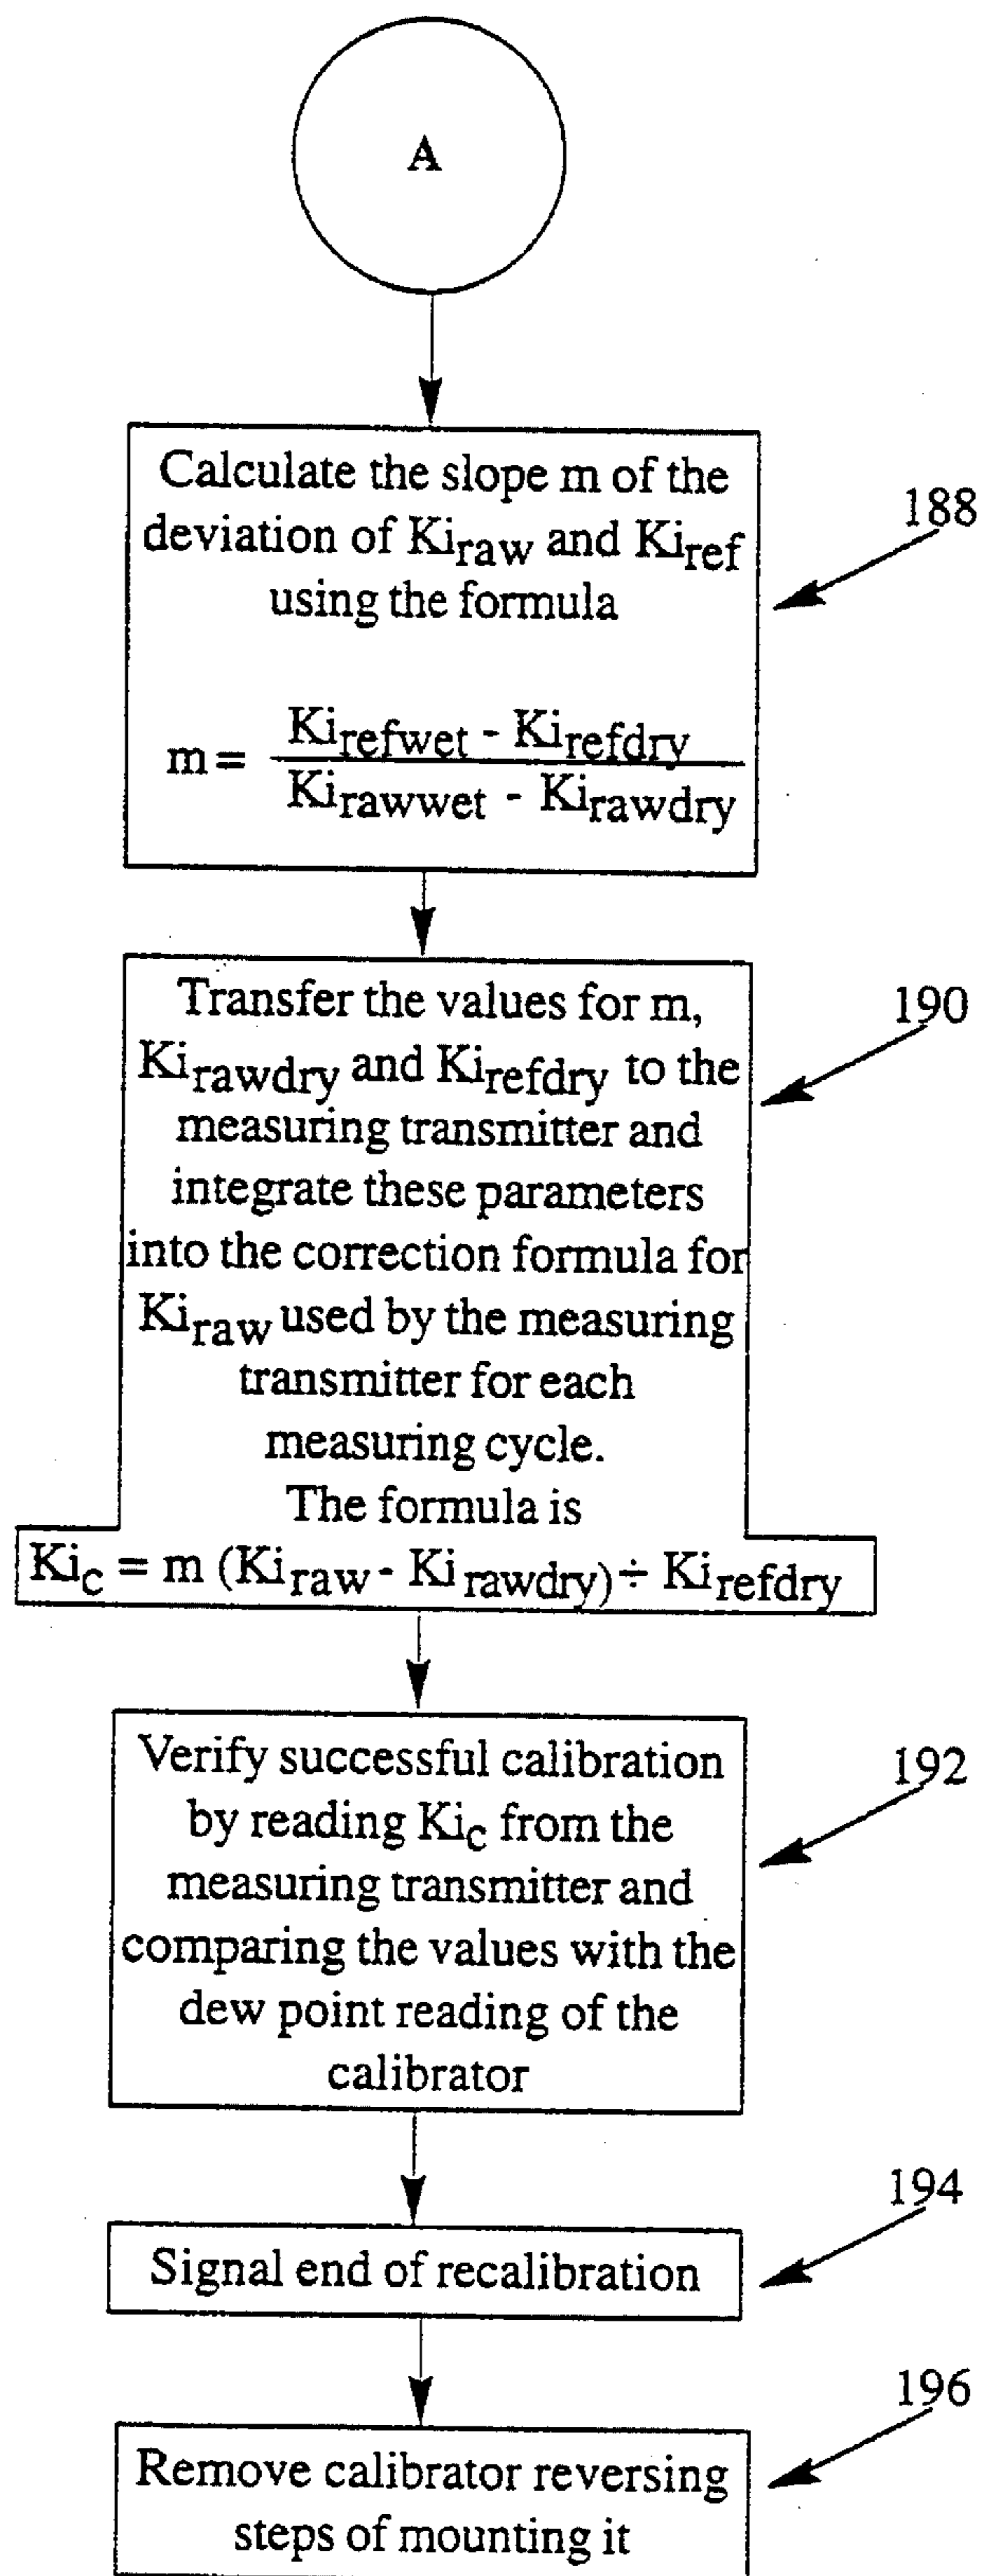 A
Calculate the slope m of the
deviation of Ki_raw and Ki_ref
using the formula
188
m = (Ki_refwet - Ki_refdry) / (Ki_rawwet - Ki_rawdry)
Transfer the values for m,
Ki_rawdry and Ki_refdry to the
measuring transmitter and
integrate these parameters
into the correction formula for
Ki_raw used by the measuring
transmitter for each
measuring cycle.
The formula is
Ki_c = m (Ki_raw - Ki_rawdry) ÷ Ki_refdry
190
Verify successful calibration
by reading Ki_c from the
measuring transmitter and
comparing the values with the
dew point reading of the
calibrator
192
Signal end of recalibration
194
Remove calibrator reversing
steps of mounting it
196